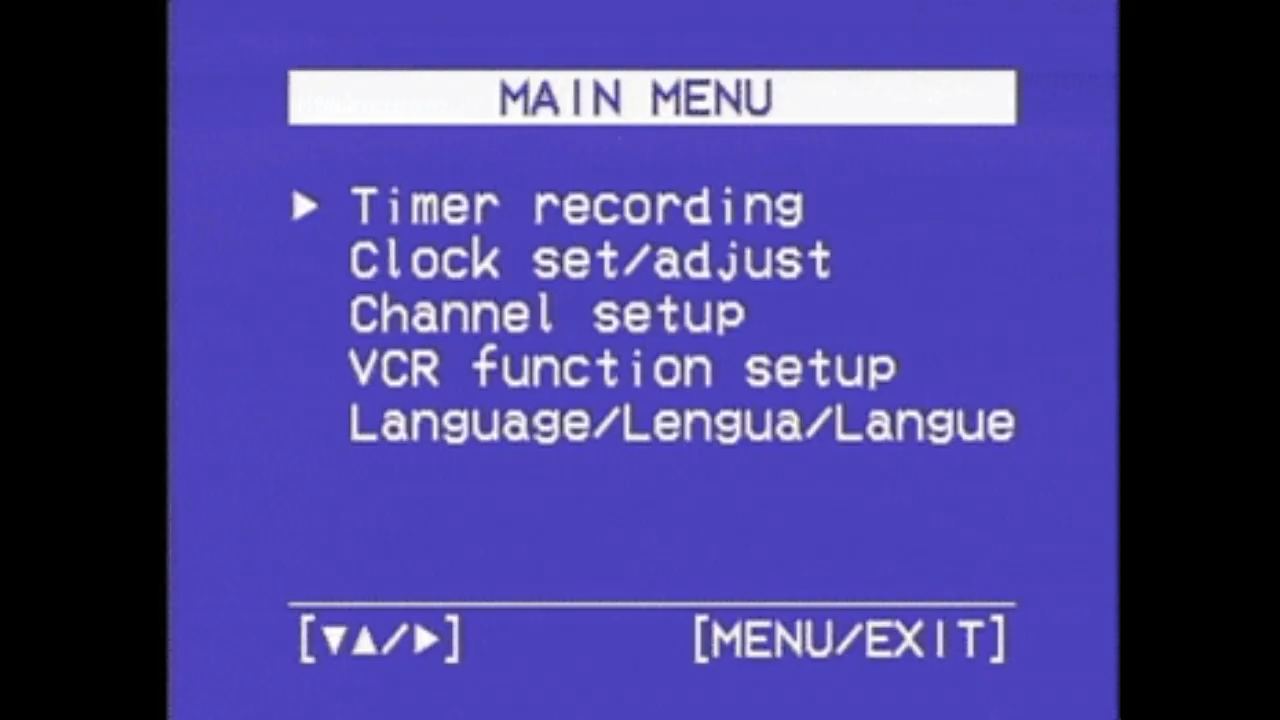 MAIN MENU
▶ Timer recording
Clock set/adjust
Channel setup
VCR function setup
Language/Lengua/Langue
[▼▲/▶] [MENU/EXIT]